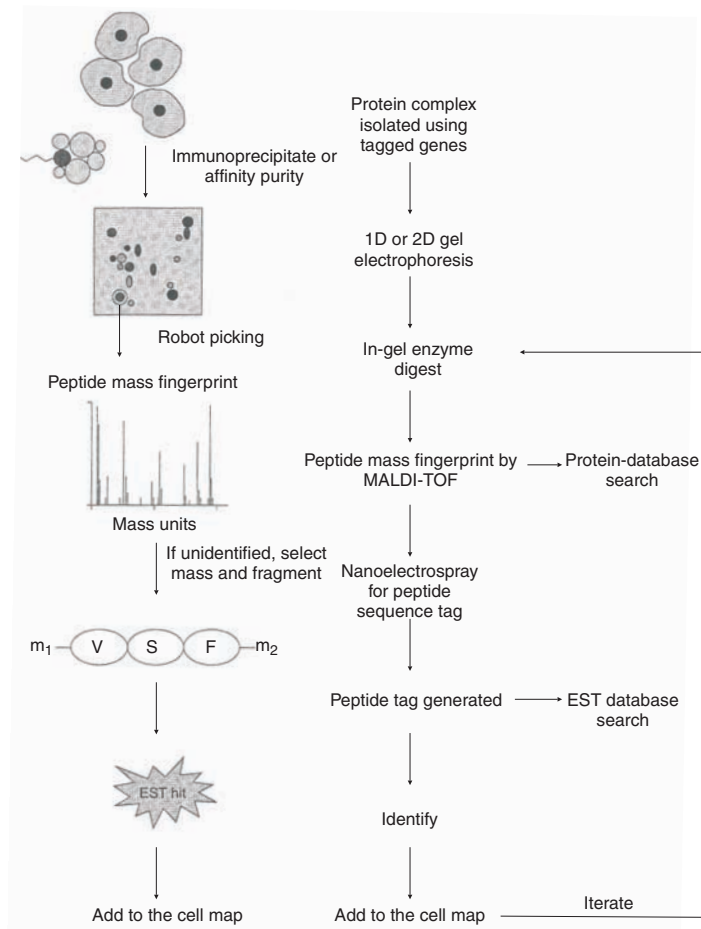 Immunoprecipitate or
affinity purity
Robot picking
Peptide mass fingerprint
Mass units
If unidentified, select
mass and fragment
m1 V S F m2
EST hit
Add to the cell map
Protein complex
isolated using
tagged genes
1D or 2D gel
electrophoresis
In-gel enzyme
digest
Peptide mass fingerprint by
MALDI-TOF
Protein-database
search
Nanoelectrospray
for peptide
sequence tag
Peptide tag generated
EST database
search
Identify
Add to the cell map
Iterate